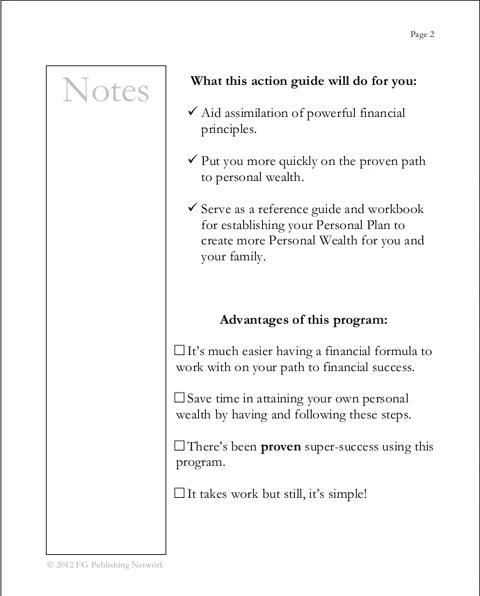 Page 2
Notes
What this action guide will do for you:
✓ Aid assimilation of powerful financial
principles.
✓ Put you more quickly on the proven path
to personal wealth.
✓ Serve as a reference guide and workbook
for establishing your Personal Plan to
create more Personal Wealth for you and
your family.
Advantages of this program:
☐ It's much easier having a financial formula to
work with on your path to financial success.
☐ Save time in attaining your own personal
wealth by having and following these steps.
☐ There's been proven super-success using this
program.
☐ It takes work but still, it's simple!
© 2012 FG Publishing Network